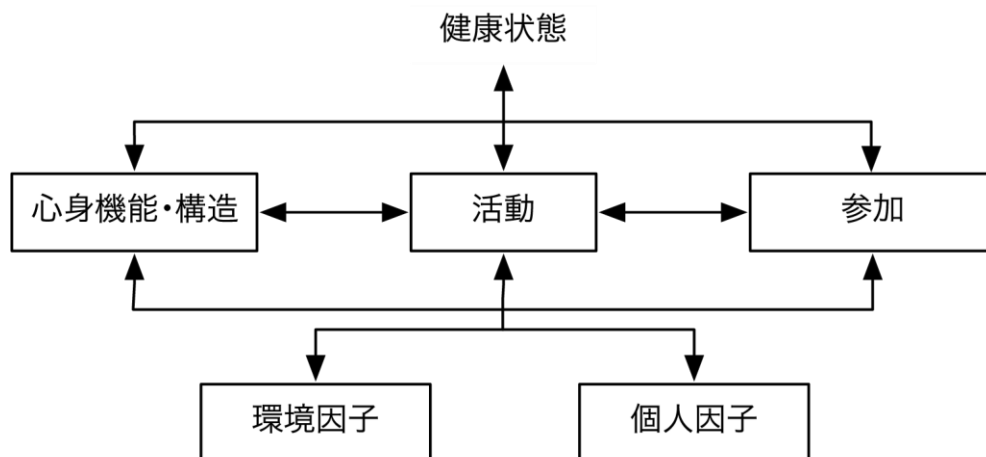 健康状態
心身機能・構造
活動
参加
環境因子
個人因子